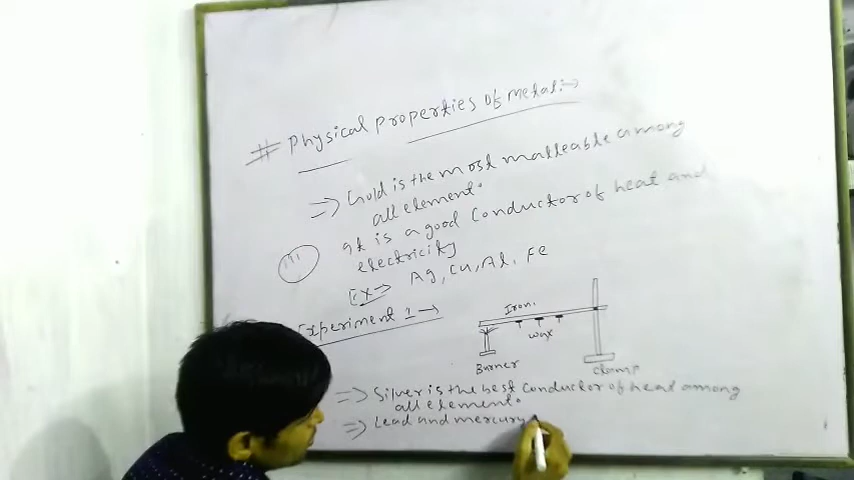 # Physical properties of metal:→
⇒ Gold is the most malleable among
all element.
(III) It is a good conductor of heat and
electricity
Ex→ Ag, Cu, Al, Fe
Experiment 1 →
Iron.
wax
Burner
clamp
⇒ Silver is the best conductor of heat among
all element.
⇒ Lead and mercury